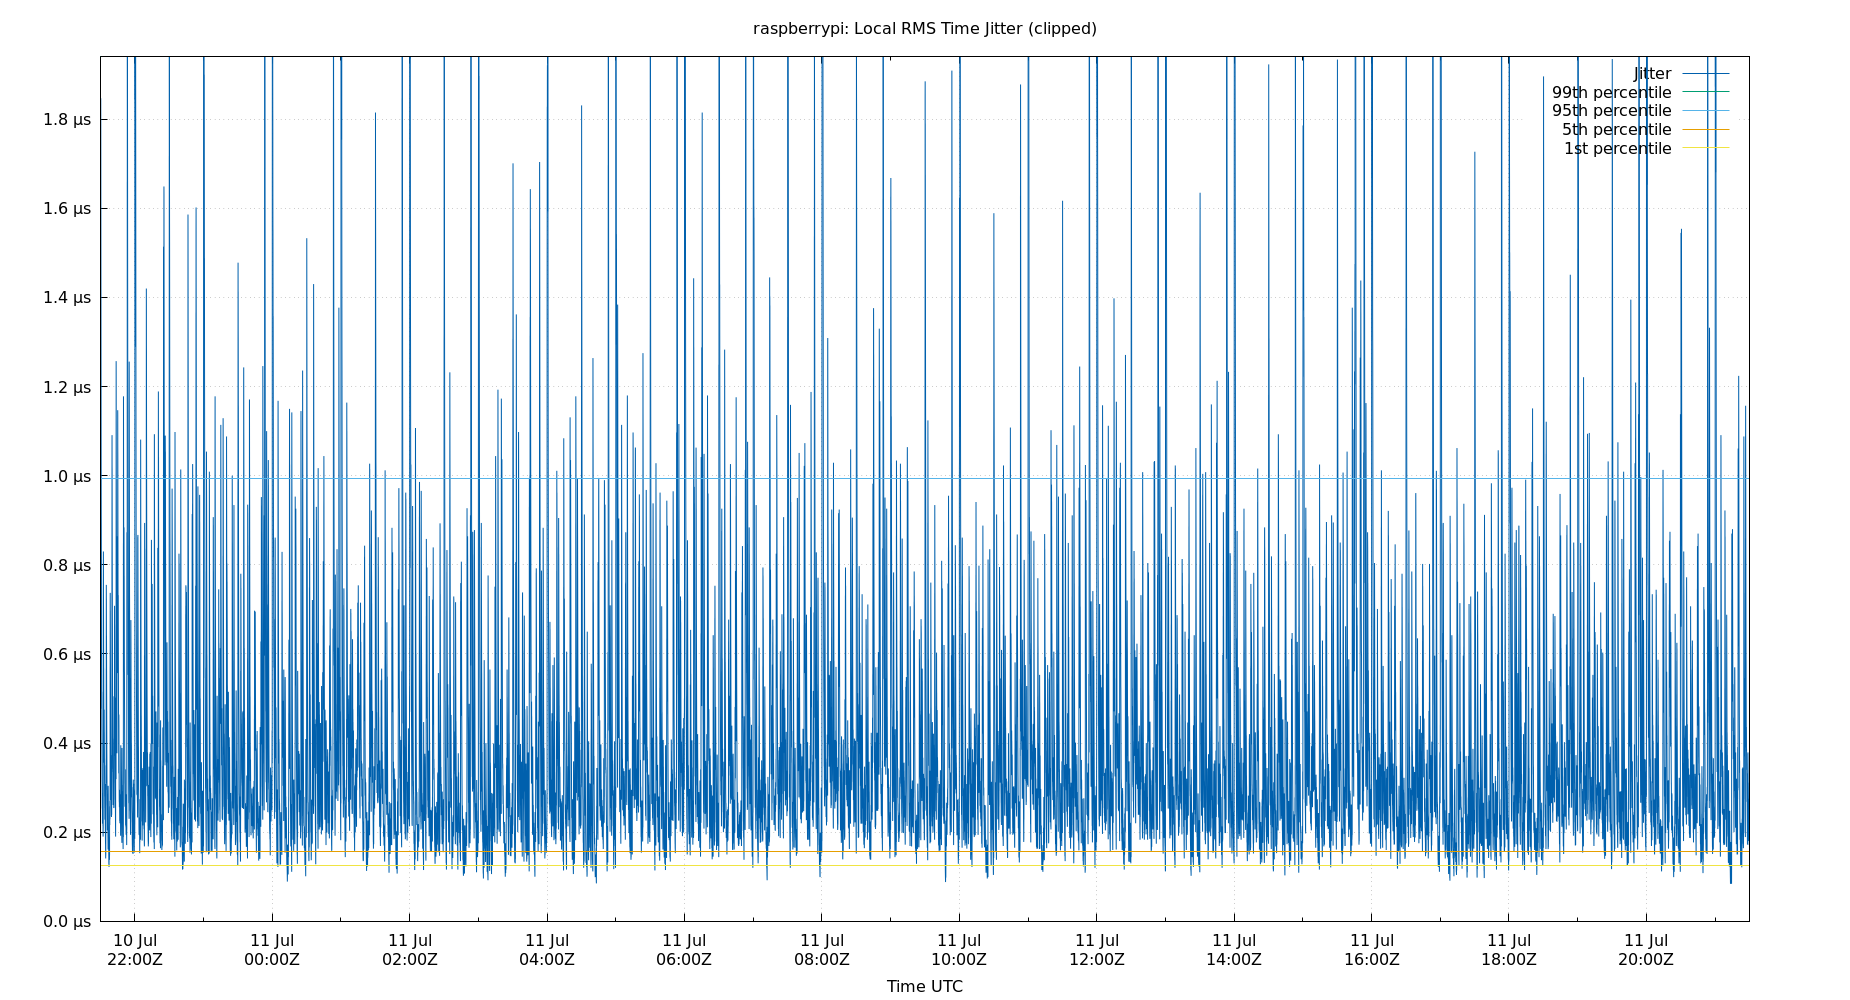 raspberrypi: Local RMS Time Jitter (clipped)
Jitter
99th percentile
95th percentile
5th percentile
1st percentile
1.8 µs
1.6 µs
1.4 µs
1.2 µs
1.0 µs
0.8 µs
0.6 µs
0.4 µs
0.2 µs
0.0 µs
10 Jul 11 Jul 11 Jul 11 Jul 11 Jul 11 Jul 11 Jul 11 Jul 11 Jul 11 Jul 11 Jul 11 Jul
22:00Z 00:00Z 02:00Z 04:00Z 06:00Z 08:00Z 10:00Z 12:00Z 14:00Z 16:00Z 18:00Z 20:00Z
Time UTC